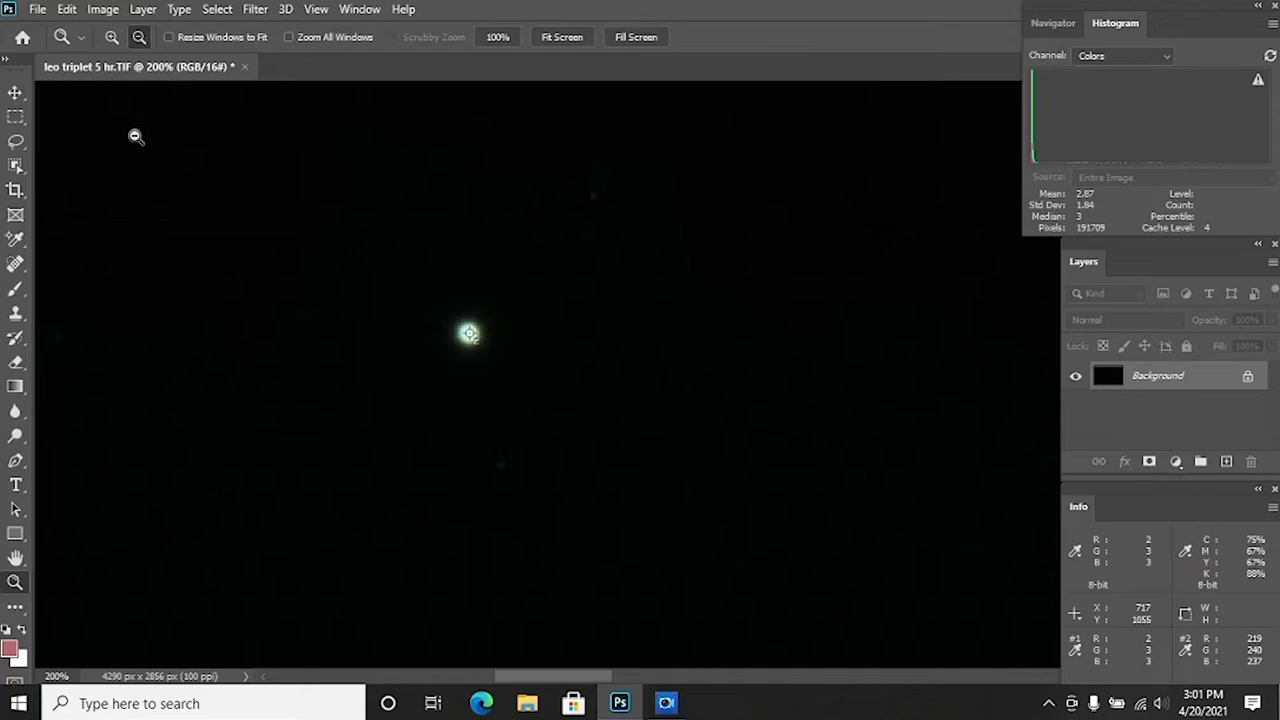 Ps File Edit Image Layer Type Select Filter 3D View Window Help
Resize Windows to Fit Zoom All Windows Scrubby Zoom 100% Fit Screen Fill Screen
leo triplet 5 hr.TIF @ 200% (RGB/16#) * ×
Navigator Histogram
Channel: Colors
Source: Entire Image
Mean: 2.87 Level:
Std Dev: 1.84 Count:
Median: 3 Percentile:
Pixels: 191709 Cache Level: 4
Layers
Kind
Normal Opacity: 100%
Lock: Fill: 100%
Background
Info
R: 2 C: 75%
G: 3 M: 67%
B: 3 Y: 67%
K: 88%
8-bit 8-bit
X: 717 W:
Y: 1055 H:
#1 R: 2 #2 R: 219
G: 3 G: 240
B: 3 B: 237
2
200% 4290 px x 2856 px (100 ppi)
Type here to search
Ps
3:01 PM
4/20/2021